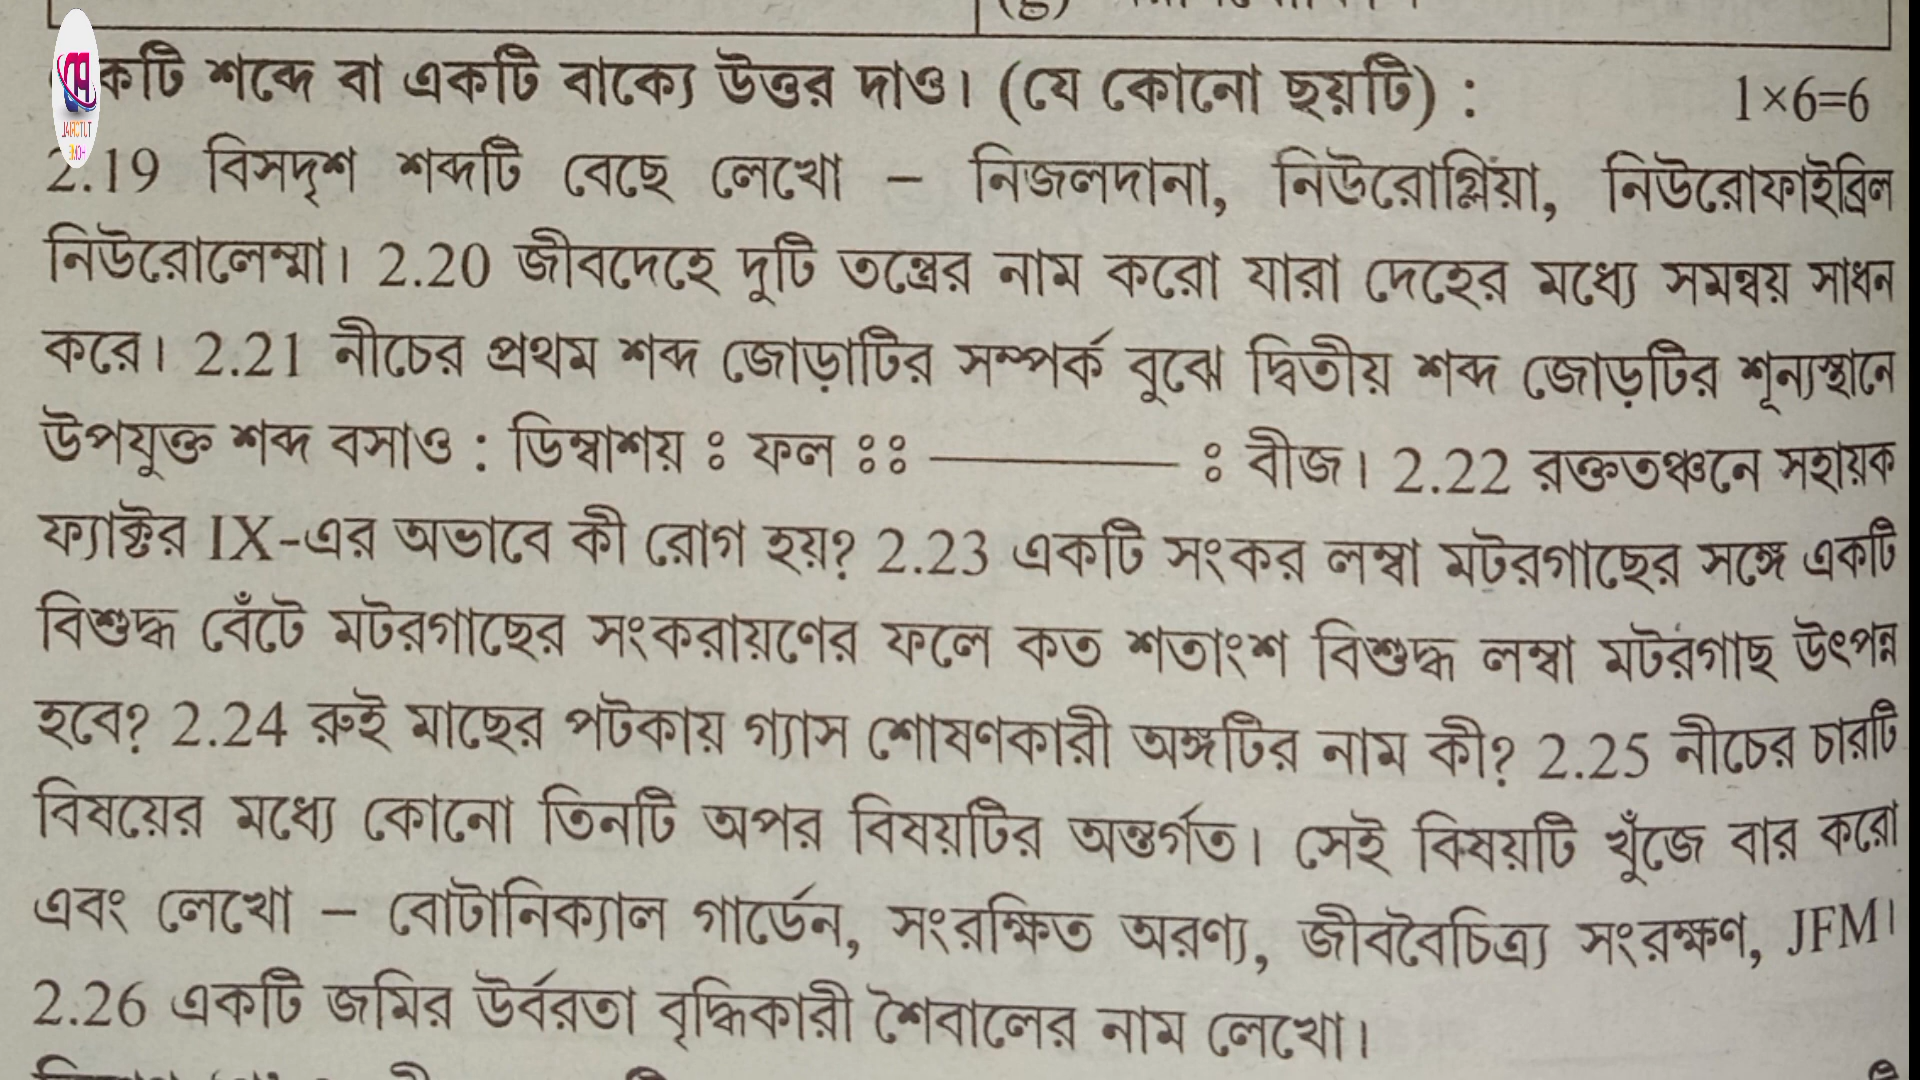 কটি শব্দে বা একটি বাক্যে উত্তর দাও। (যে কোনো ছয়টি) : 1×6=6
2.19 বিসদৃশ শব্দটি বেছে লেখো – নিজলদানা, নিউরোগ্লিয়া, নিউরোফাইব্রিল
নিউরোলেম্মা। 2.20 জীবদেহে দুটি তন্ত্রের নাম করো যারা দেহের মধ্যে সমন্বয় সাধন
করে। 2.21 নীচের প্রথম শব্দ জোড়াটির সম্পর্ক বুঝে দ্বিতীয় শব্দ জোড়টির শূন্যস্থানে
উপযুক্ত শব্দ বসাও : ডিম্বাশয় ঃ ফল ঃঃ ———— ঃ বীজ। 2.22 রক্ততঞ্চনে সহায়ক
ফ্যাক্টর IX-এর অভাবে কী রোগ হয়? 2.23 একটি সংকর লম্বা মটরগাছের সঙ্গে একটি
বিশুদ্ধ বেঁটে মটরগাছের সংকরায়ণের ফলে কত শতাংশ বিশুদ্ধ লম্বা মটরগাছ উৎপন্ন
হবে? 2.24 রুই মাছের পটকায় গ্যাস শোষণকারী অঙ্গটির নাম কী? 2.25 নীচের চারটি
বিষয়ের মধ্যে কোনো তিনটি অপর বিষয়টির অন্তর্গত। সেই বিষয়টি খুঁজে বার করো
এবং লেখো – বোটানিক্যাল গার্ডেন, সংরক্ষিত অরণ্য, জীববৈচিত্র্য সংরক্ষণ, JFM।
2.26 একটি জমির উর্বরতা বৃদ্ধিকারী শৈবালের নাম লেখো।